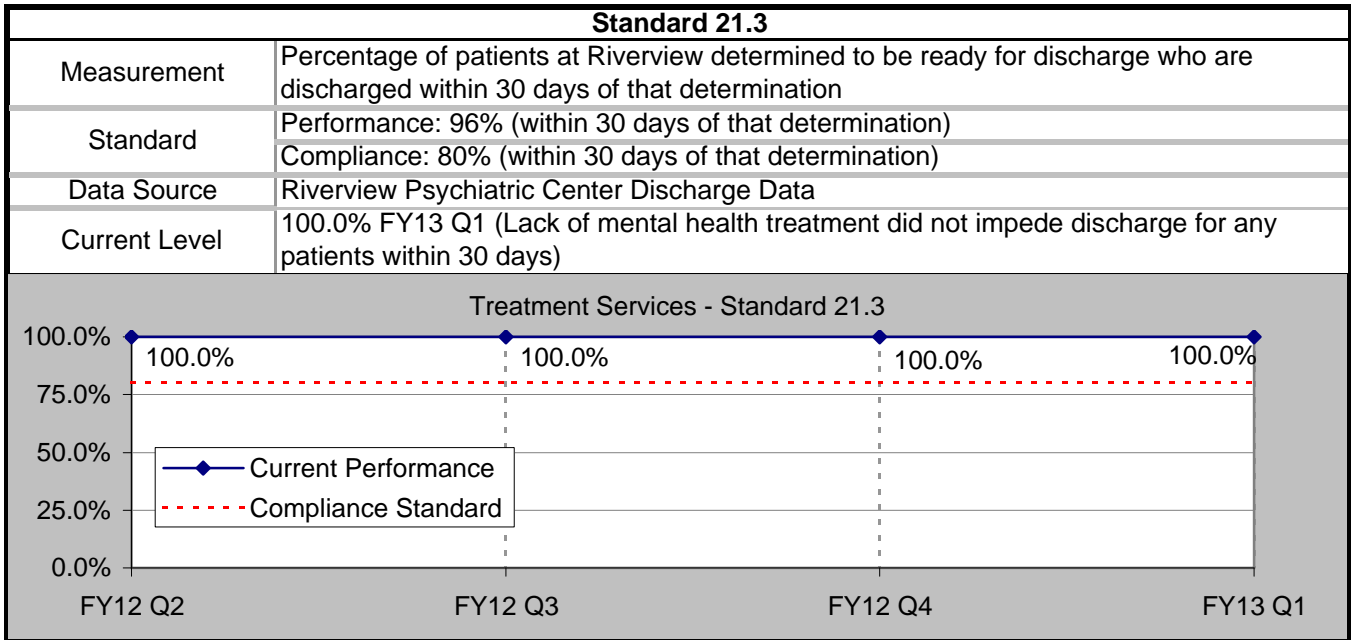 Standard 21.3
Measurement
Percentage of patients at Riverview determined to be ready for discharge who are
discharged within 30 days of that determination
Standard
Performance: 96% (within 30 days of that determination)
Compliance: 80% (within 30 days of that determination)
Data Source
Riverview Psychiatric Center Discharge Data
Current Level
100.0% FY13 Q1 (Lack of mental health treatment did not impede discharge for any
patients within 30 days)
Treatment Services - Standard 21.3
100.0%
75.0%
50.0%
25.0%
0.0%
100.0%
100.0%
100.0%
100.0%
Current Performance
Compliance Standard
FY12 Q2
FY12 Q3
FY12 Q4
FY13 Q1